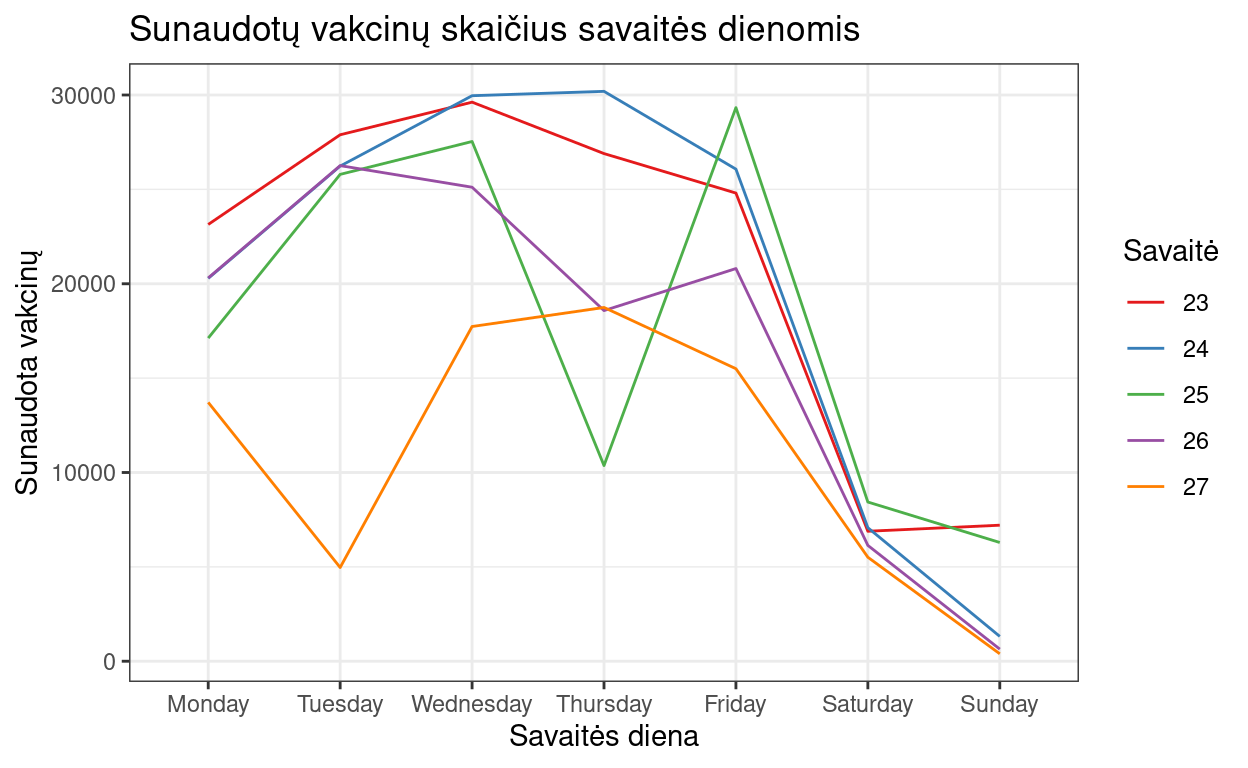 Sunaudotų vakcinų skaičius savaitės dienomis
Sunaudota vakcinų
30000
20000
10000
0
Monday Tuesday Wednesday Thursday Friday Saturday Sunday
Savaitės diena
Savaitė
23
24
25
26
27